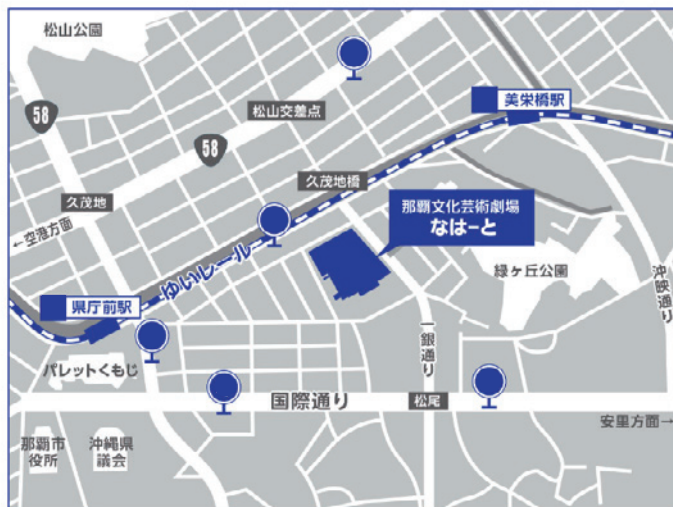 松山公園
58
美栄橋駅
松山交差点
58
久茂地橋
久茂地
那覇文化芸術劇場
なはーと
←空港方面
ゆいレール
緑ヶ丘公園
沖映通り
県庁前駅
一銀通り
パレットくもじ
国際通り
松尾
安里方面→
那覇市
役所
沖縄県
議会